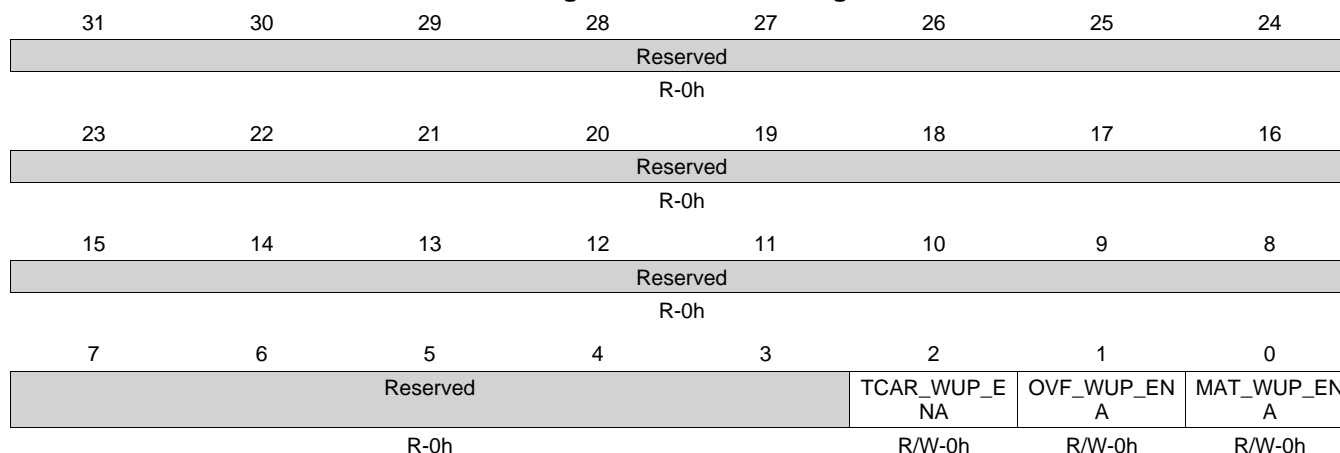 31 30 29 28 27 26 25 24
Reserved
R-0h
23 22 21 20 19 18 17 16
Reserved
R-0h
15 14 13 12 11 10 9 8
Reserved
R-0h
7 6 5 4 3 2 1 0
Reserved TCAR_WUP_E OVF_WUP_EN MAT_WUP_EN
NA A A
R-0h R/W-0h R/W-0h R/W-0h